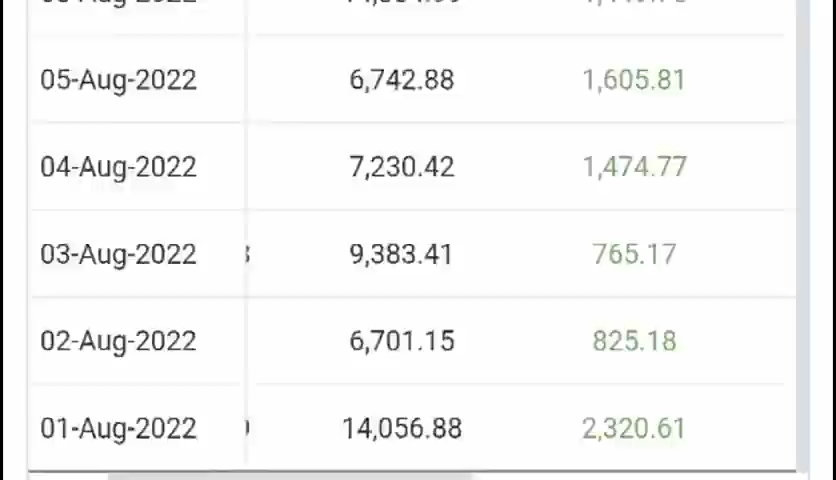 05-Aug-2022 6,742.88 1,605.81
04-Aug-2022 7,230.42 1,474.77
03-Aug-2022 9,383.41 765.17
02-Aug-2022 6,701.15 825.18
01-Aug-2022 14,056.88 2,320.61